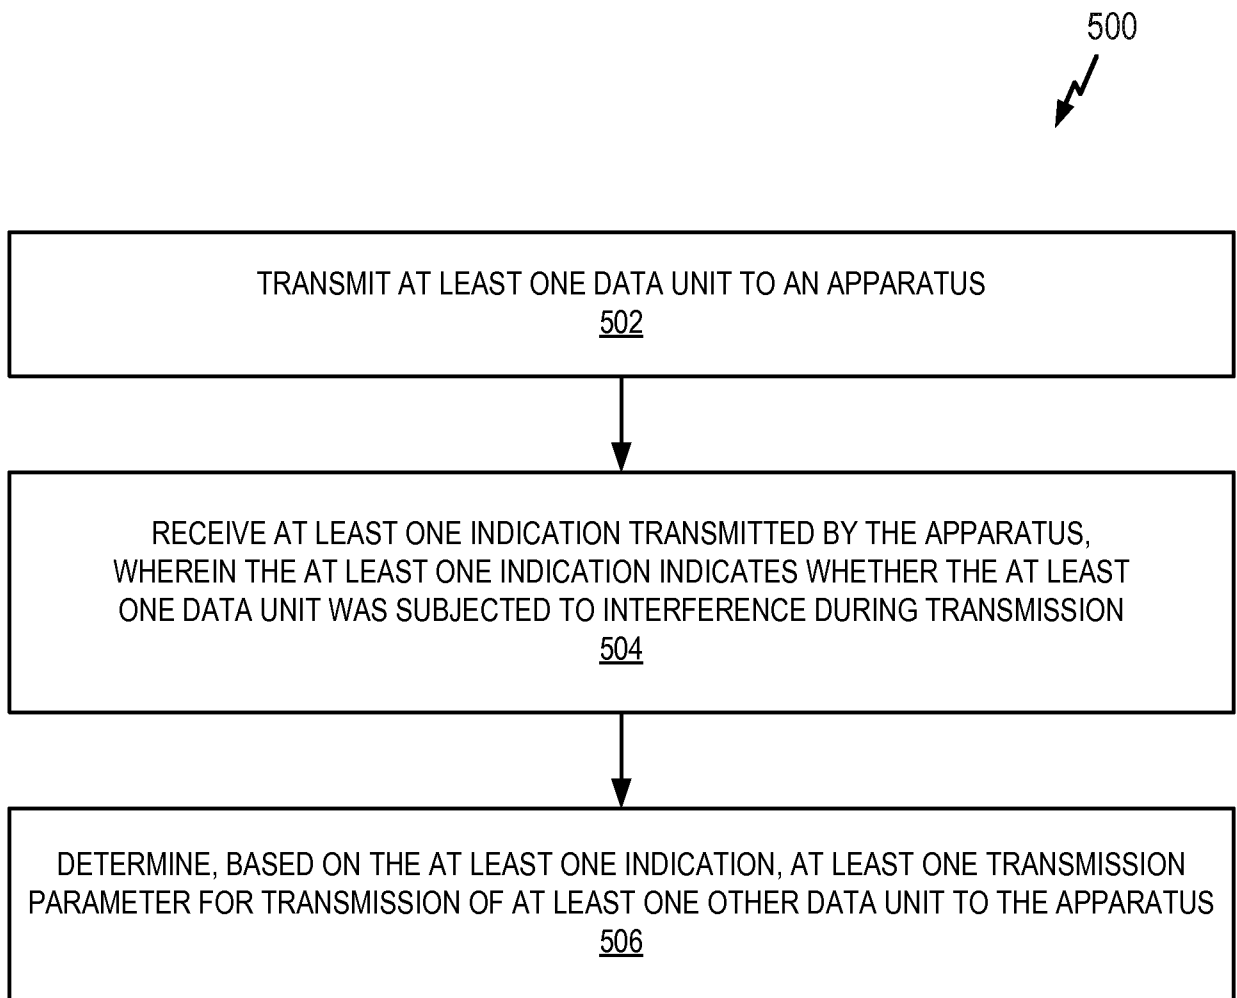 500
TRANSMIT AT LEAST ONE DATA UNIT TO AN APPARATUS
502
RECEIVE AT LEAST ONE INDICATION TRANSMITTED BY THE APPARATUS,
WHEREIN THE AT LEAST ONE INDICATION INDICATES WHETHER THE AT LEAST
ONE DATA UNIT WAS SUBJECTED TO INTERFERENCE DURING TRANSMISSION
504
DETERMINE, BASED ON THE AT LEAST ONE INDICATION, AT LEAST ONE TRANSMISSION
PARAMETER FOR TRANSMISSION OF AT LEAST ONE OTHER DATA UNIT TO THE APPARATUS
506